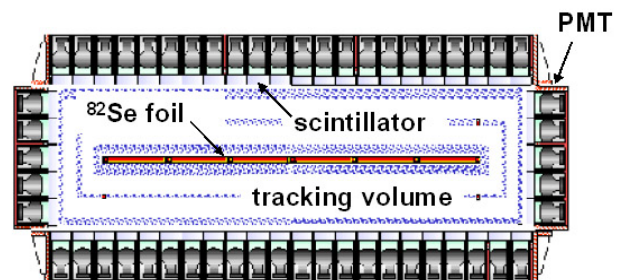 PMT
⁸²Se foil
scintillator
tracking volume